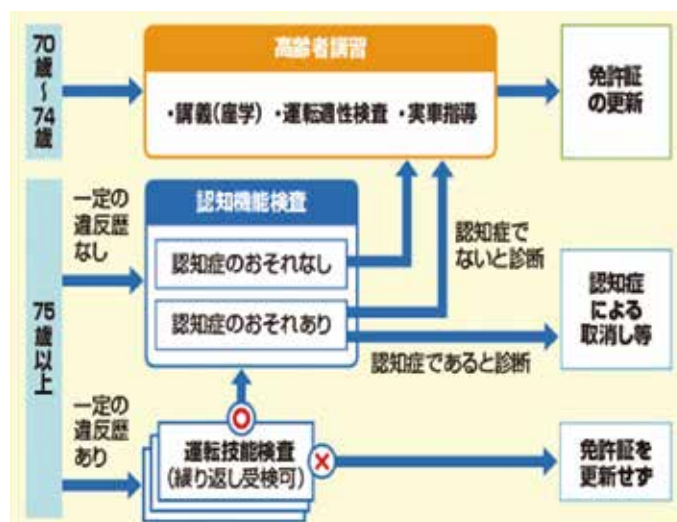 70歳～74歳
高齢者講習
・講義(座学) ・運転適性検査 ・実車指導
免許証
の更新
75歳以上
一定の
違反歴
なし
認知機能検査
認知症のおそれなし
認知症のおそれあり
認知症で
ないと診断
認知症であると診断
認知症
による
取消し等
一定の
違反歴
あり
運転技能検査
(繰り返し受検可)
免許証を
更新せず